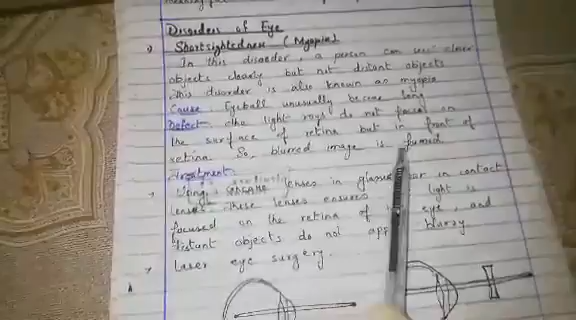 Disorders of Eye
Shortsightedness (Myopia)
In this disorder, a person can see closer
objects clearly but not distant objects
This disorder is also known as myopia
Cause: Eyeball unusually become long
Defect: The light rays do not focus on
the surface of retina but in front of
retina. So, blurred image is formed
Treatment:
Using concave lenses in glasses or in contact
lenses. These lenses ensures light is
focused on the retina of eye, and
distant objects do not blurry
Laser eye surgery.